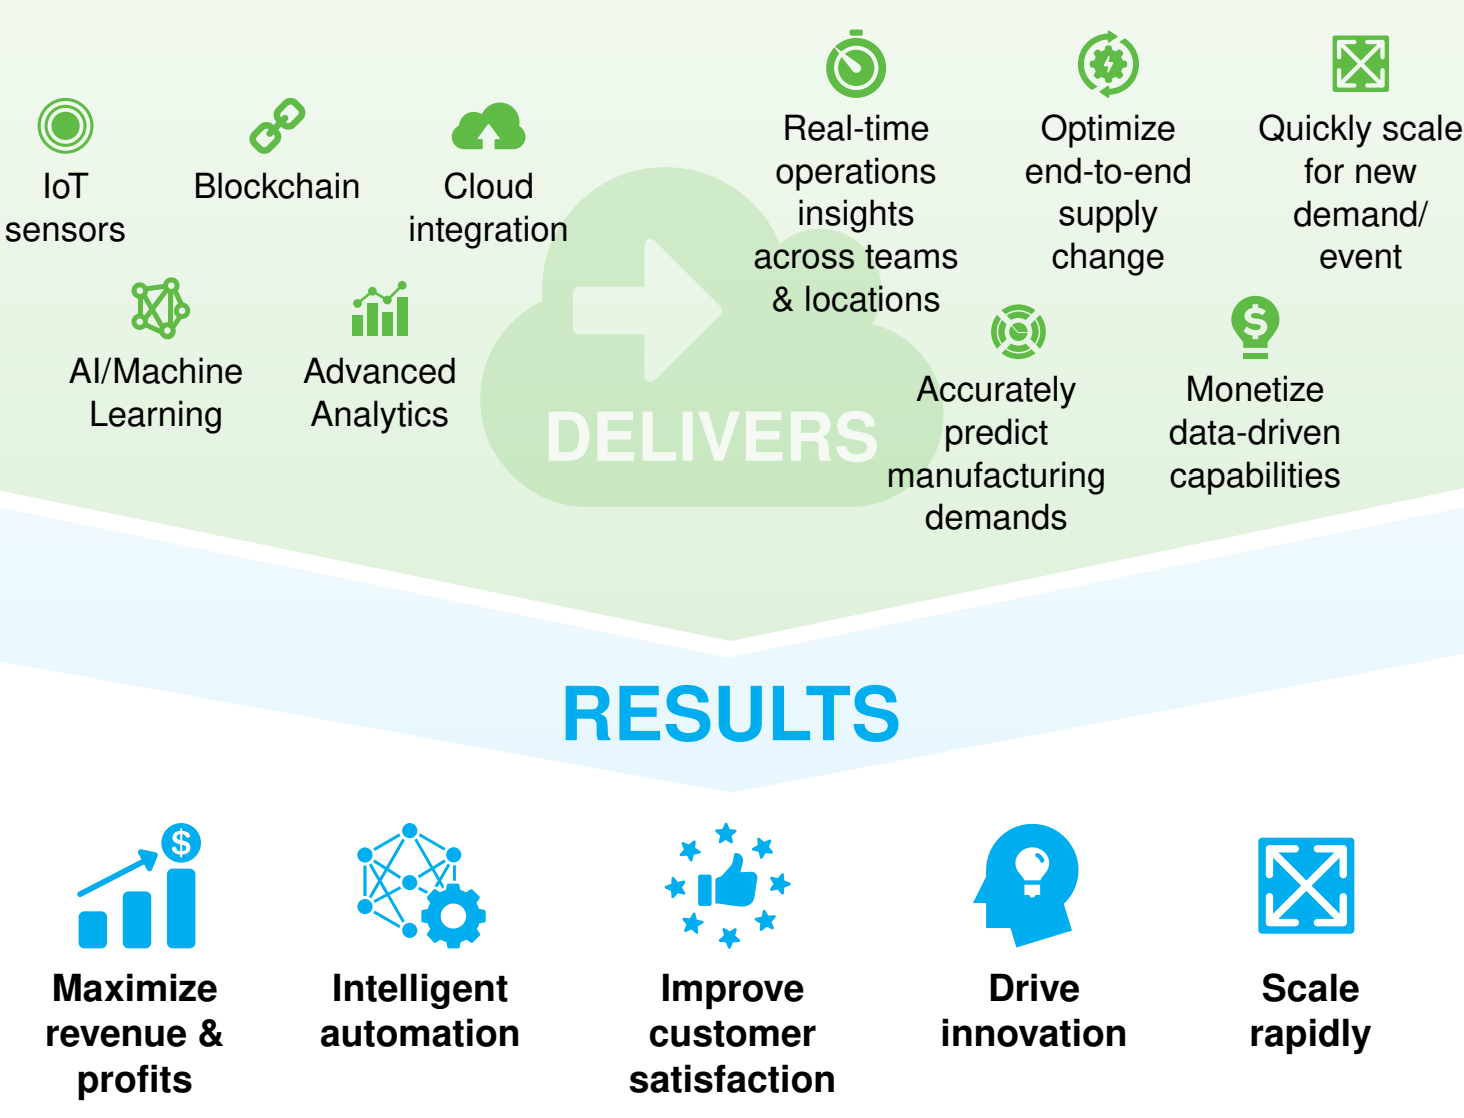 IoT
sensors
Blockchain
Cloud
integration
AI/Machine
Learning
Advanced
Analytics
DELIVERS
Real-time
operations
insights
across teams
& locations
Optimize
end-to-end
supply
change
Quickly scale
for new
demand/
event
Accurately
predict
manufacturing
demands
Monetize
data-driven
capabilities
RESULTS
Maximize
revenue &
profits
Intelligent
automation
Improve
customer
satisfaction
Drive
innovation
Scale
rapidly